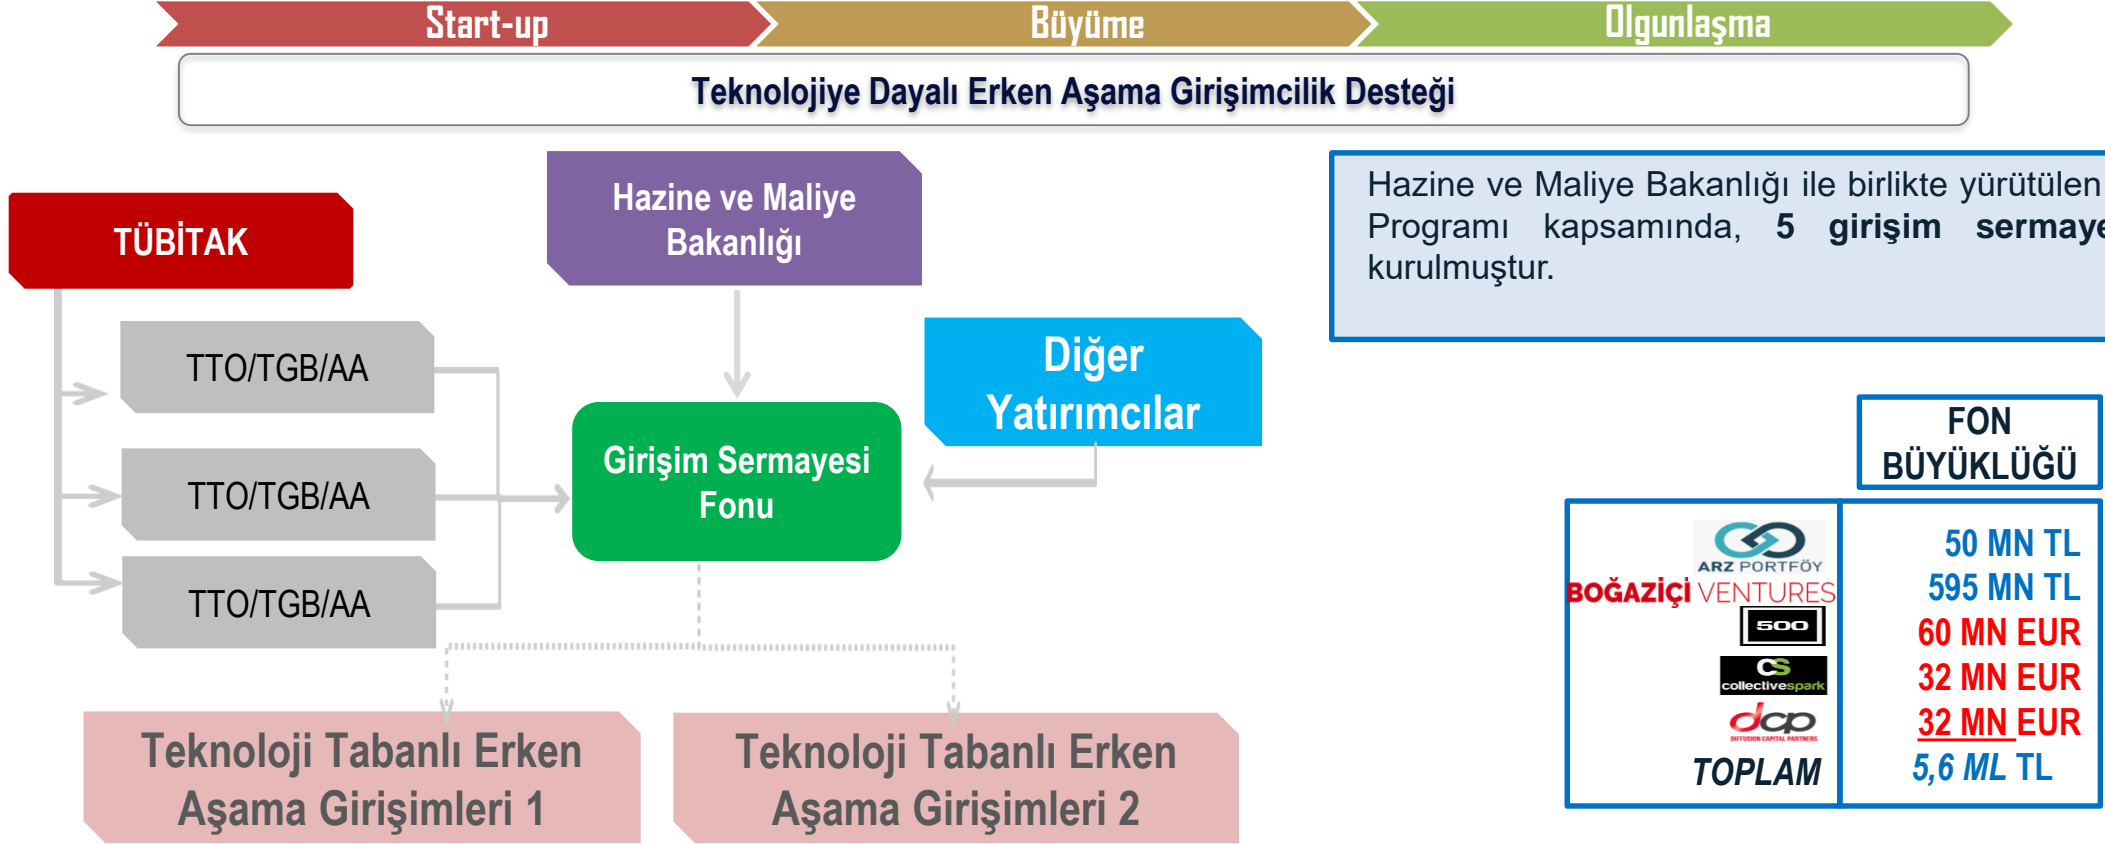 Start-up
Büyüme
Olgunlaşma
Teknolojiye Dayalı Erken Aşama Girişimcilik Desteği
TÜBİTAK
TTO/TGB/AA
TTO/TGB/AA
TTO/TGB/AA
Hazine ve Maliye
Bakanlığı
Girişim Sermayesi
Fonu
Diğer
Yatırımcılar
Teknoloji Tabanlı Erken
Aşama Girişimleri 1
Teknoloji Tabanlı Erken
Aşama Girişimleri 2
Hazine ve Maliye Bakanlığı ile birlikte yürütülen
Programı kapsamında, 5 girişim sermaye
kurulmuştur.
FON
BÜYÜKLÜĞÜ
ARZ PORTFÖY
50 MN TL
BOĞAZİÇİ VENTURES
595 MN TL
500
60 MN EUR
CS
collectivespark
32 MN EUR
dcp
DIFFUSION CAPITAL PARTNERS
32 MN EUR
TOPLAM
5,6 ML TL